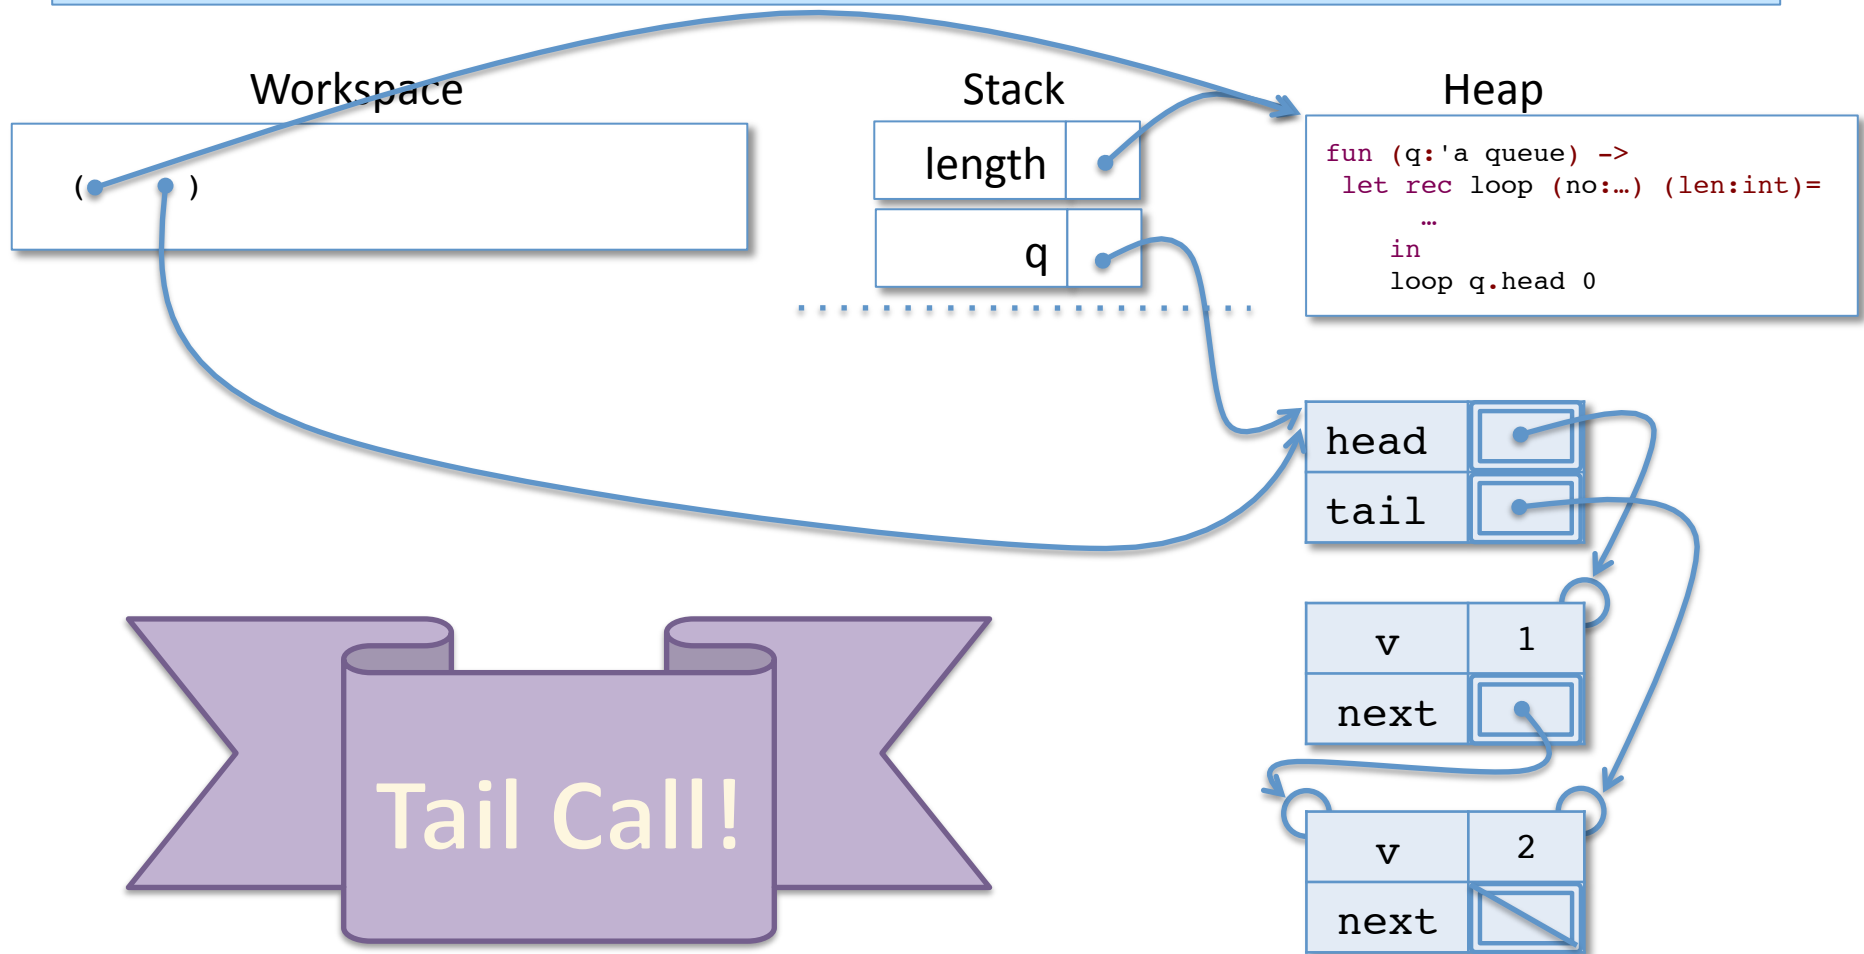 Workspace
Stack
Heap
( )
length
q
fun (q:'a queue) ->
let rec loop (no:…) (len:int)=
…
in
loop q.head 0
head
tail
v 1
next
Tail Call!
v 2
next